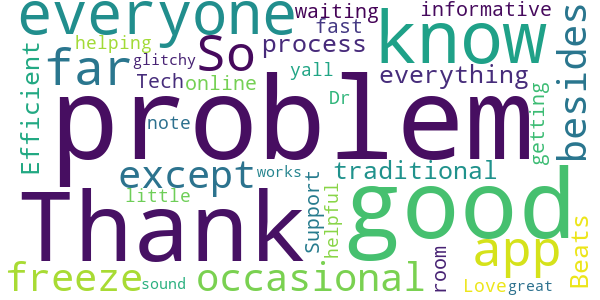 everyone
waiting
informative
helping
fast
know
besides
far
So
process
glitchy
Tech
online
yall
everything
Efficient
problem
Dr
note
getting
except
works
traditional
little
Thank
Support.
helpful
good
app
Beats
freeze
sound
occasional
room
Love
great